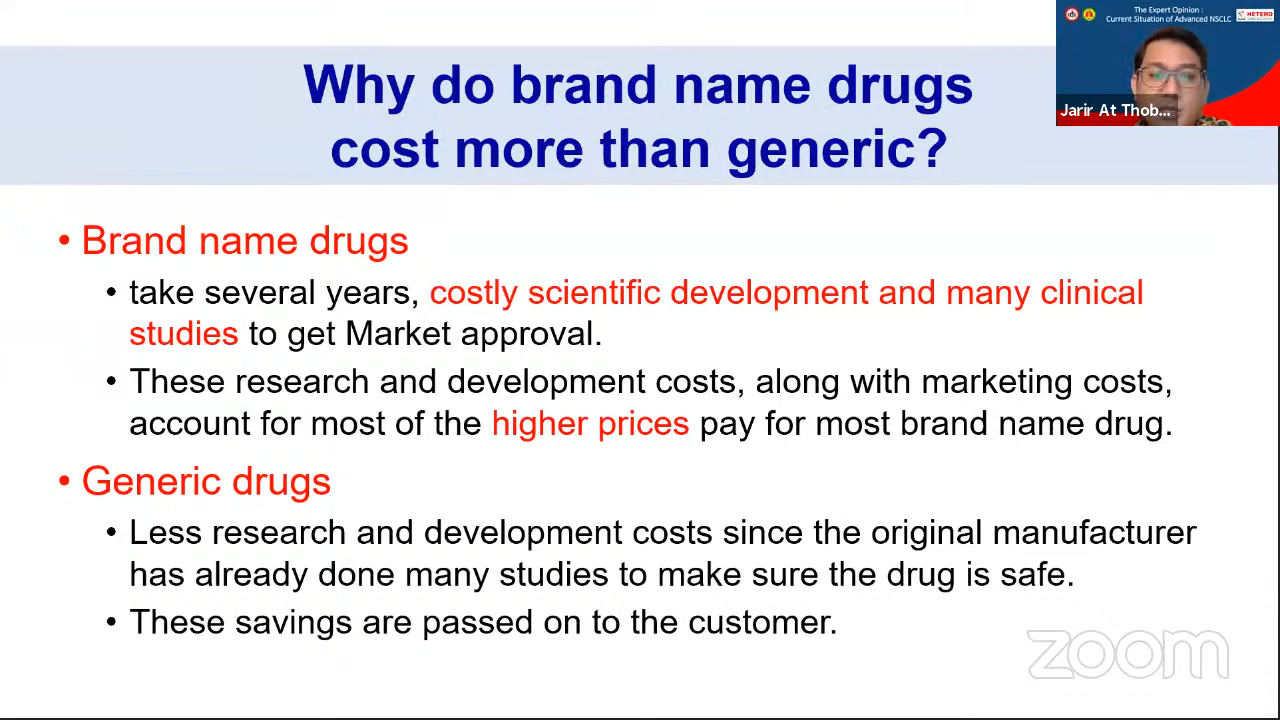 The Expert Opinion :
Current Situation of Advanced NSCLC
HETERO
Jarir At Thob...
Why do brand name drugs
cost more than generic?
• Brand name drugs
• take several years, costly scientific development and many clinical
studies to get Market approval.
• These research and development costs, along with marketing costs,
account for most of the higher prices pay for most brand name drug.
• Generic drugs
• Less research and development costs since the original manufacturer
has already done many studies to make sure the drug is safe.
• These savings are passed on to the customer.
zoom